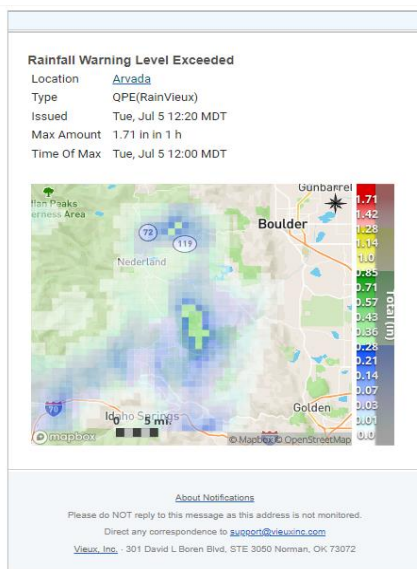 Rainfall Warning Level Exceeded
Location Arvada
Type QPE(RainVieux)
Issued Tue, Jul 5 12:20 MDT
Max Amount 1.71 in in 1 h
Time Of Max Tue, Jul 5 12:00 MDT
Gunbarrel
ian Peaks
erness Area
72
119
Boulder
Nederland
Idaho Springs
Golden
70
0 5 mi.
mapbox
© Mapbox © OpenStreetMap
1.71
1.42
1.28
1.14
1.0
0.85
0.71
0.57
0.43
0.36
0.28
0.21
0.14
0.07
0.03
0.01
0.0
Total (in)
About Notifications
Please do NOT reply to this message as this address is not monitored.
Direct any correspondence to support@vieuxinc.com
Vieux, Inc. · 301 David L Boren Blvd, STE 3050 Norman, OK 73072